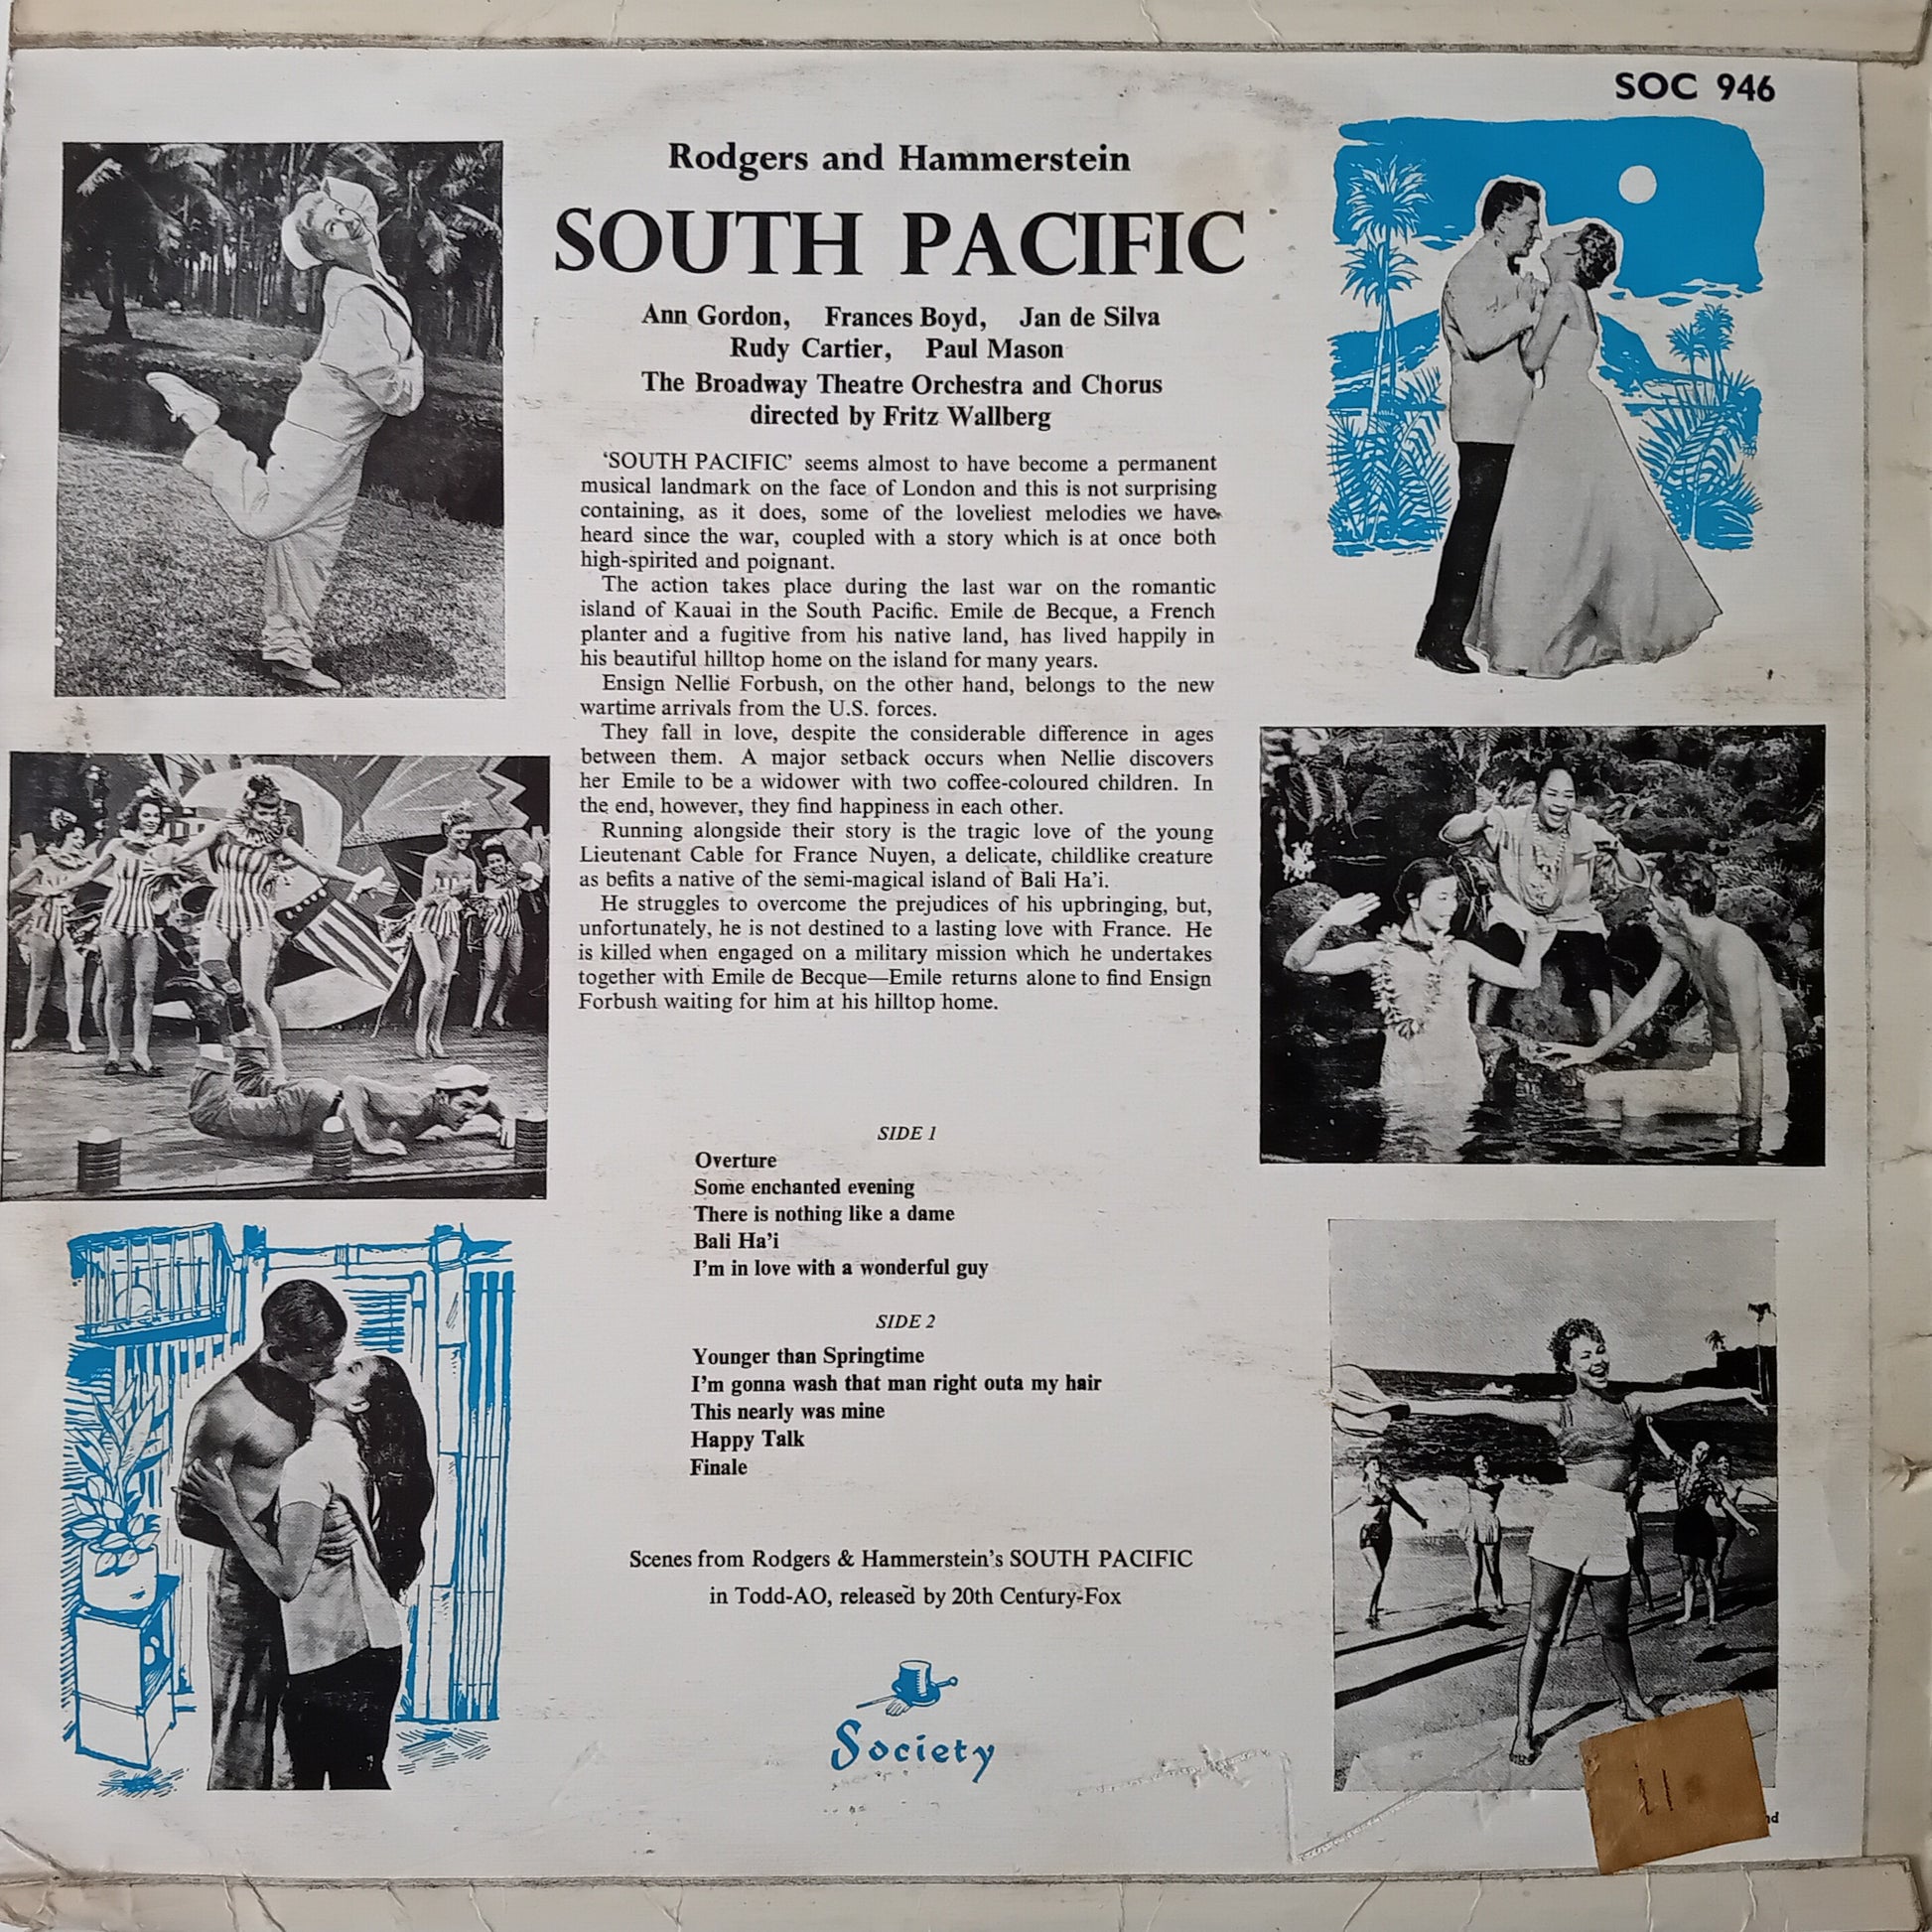 SOC 946
Rodgers and Hammerstein
SOUTH PACIFIC
Ann Gordon, Frances Boyd, Jan de Silva
Rudy Cartier, Paul Mason
The Broadway Theatre Orchestra and Chorus
directed by Fritz Wallberg
‘SOUTH PACIFIC’ seems almost to have become a permanent
musical landmark on the face of London and this is not surprising
containing, as it does, some of the loveliest melodies we have
heard since the war, coupled with a story which is at once both
high-spirited and poignant.
The action takes place during the last war on the romantic
island of Kauai in the South Pacific. Emile de Becque, a French
planter and a fugitive from his native land, has lived happily in
his beautiful hilltop home on the island for many years.
Ensign Nellie Forbush, on the other hand, belongs to the new
wartime arrivals from the U.S. forces.
They fall in love, despite the considerable difference in ages
between them. A major setback occurs when Nellie discovers
her Emile to be a widower with two coffee-coloured children. In
the end, however, they find happiness in each other.
Running alongside their story is the tragic love of the young
Lieutenant Cable for France Nuyen, a delicate, childlike creature
as befits a native of the semi-magical island of Bali Ha’i.
He struggles to overcome the prejudices of his upbringing, but,
unfortunately, he is not destined to a lasting love with France. He
is killed when engaged on a military mission which he undertakes
together with Emile de Becque—Emile returns alone to find Ensign
Forbush waiting for him at his hilltop home.
SIDE 1
Overture
Some enchanted evening
There is nothing like a dame
Bali Ha’i
I’m in love with a wonderful guy
SIDE 2
Younger than Springtime
I’m gonna wash that man right outa my hair
This nearly was mine
Happy Talk
Finale
Scenes from Rodgers & Hammerstein’s SOUTH PACIFIC
in Todd-AO, released by 20th Century-Fox
Society
11